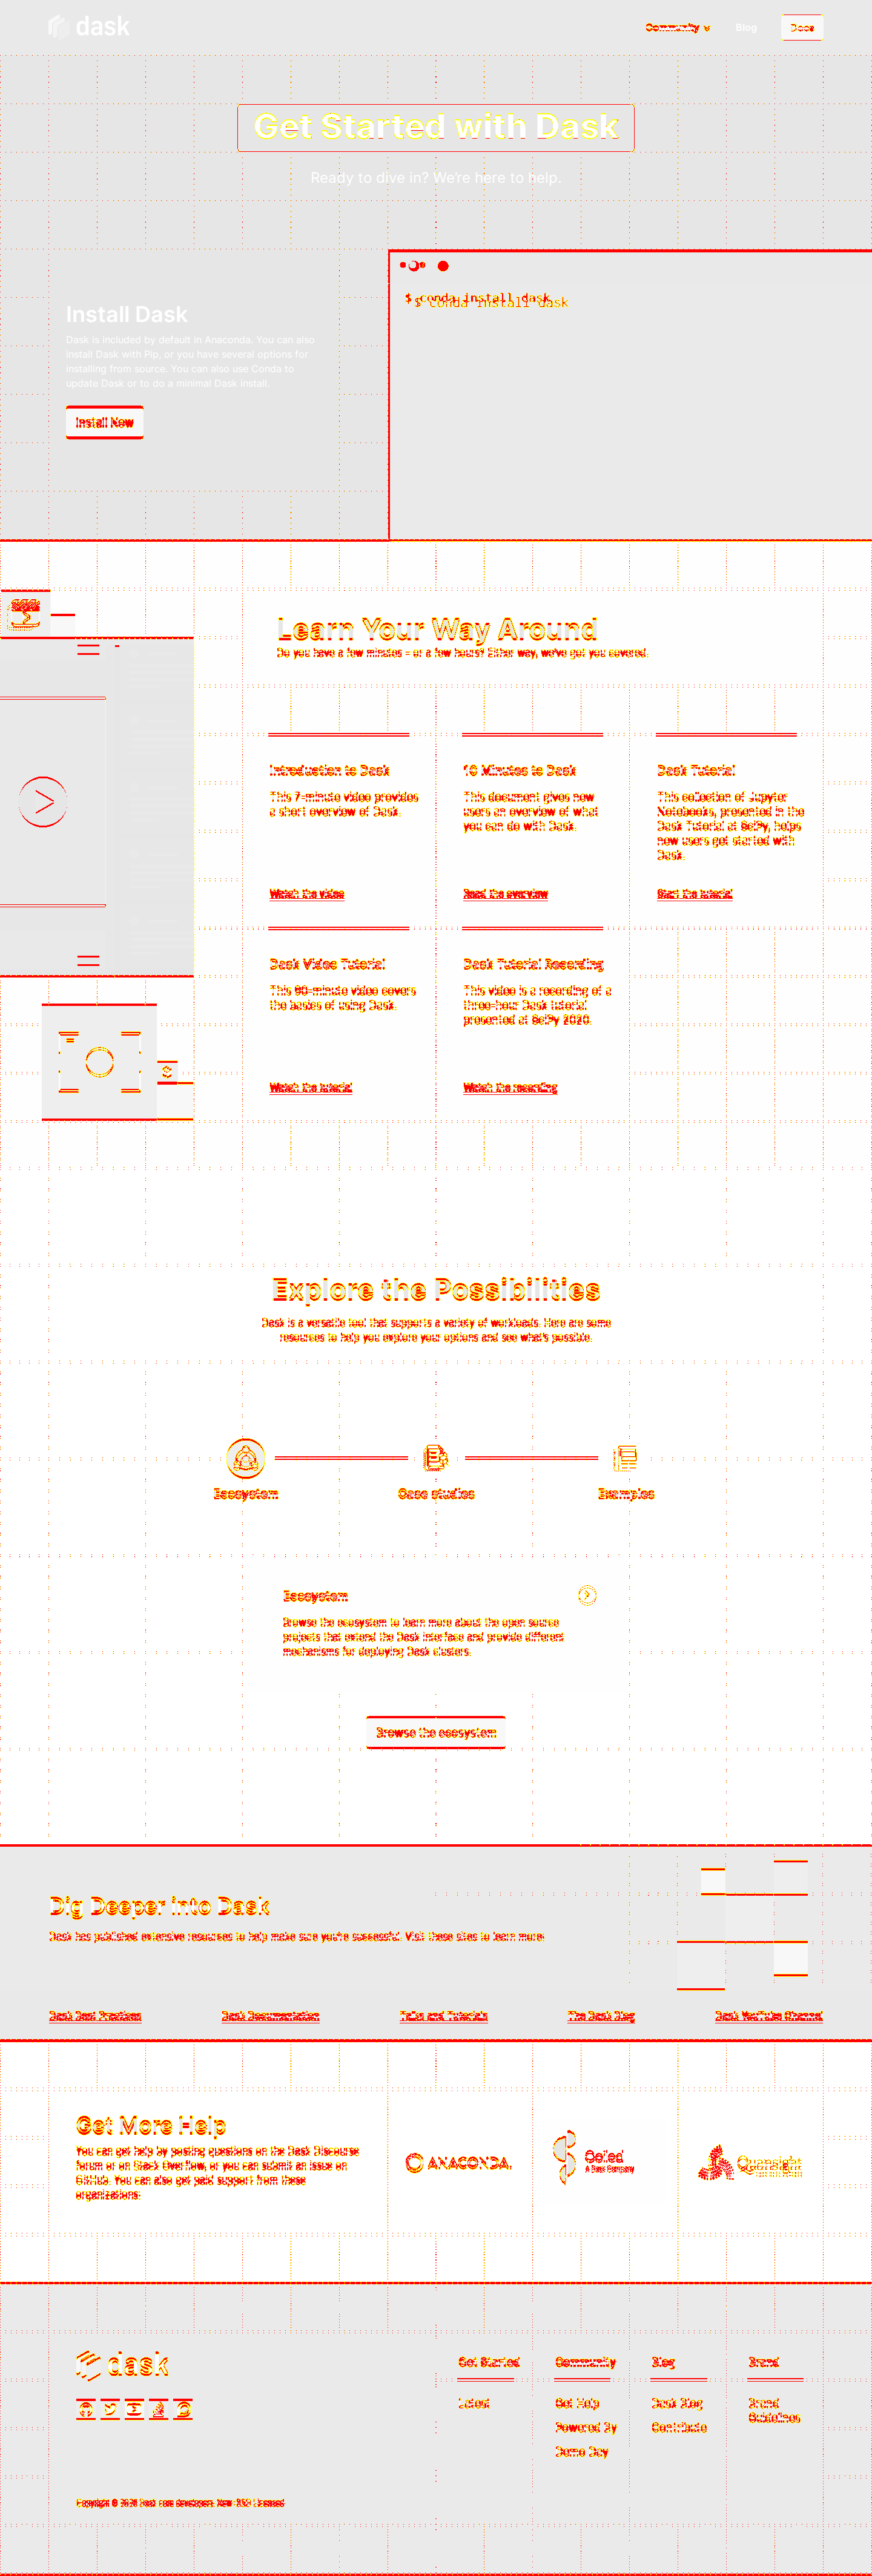 dask
Community
Blog
Docs
Get Started with Dask
Ready to dive in? We're here to help.
$ conda install dask
$ conda install dask
Install Dask
Dask is included by default in Anaconda. You can also
install Dask with Pip, or you have several options for
installing from source. You can also use Conda to
update Dask or to do a minimal Dask install.
Install Now
Learn Your Way Around
Do you have a few minutes - or a few hours? Either way, we've got you covered.
Introduction to Dask
This 7-minute video provides
a short overview of Dask.
Watch the video
10 Minutes to Dask
This document gives new
users an overview of what
you can do with Dask.
Read the overview
Dask Tutorial
This collection of Jupyter
Notebooks, presented in the
Dask Tutorial at SciPy, helps
new users get started with
Dask.
Start the tutorial
Dask Video Tutorial
This 90-minute video covers
the basics of using Dask.
Watch the tutorial
Dask Tutorial Recording
This video is a recording of a
three-hour Dask tutorial
presented at SciPy 2020.
Watch the recording
Explore the Possibilities
Dask is a versatile tool that supports a variety of workloads. Here are some
resources to help you explore your options and see what's possible.
Ecosystem
Case studies
Examples
Ecosystem
Browse the ecosystem to learn more about the open source
projects that extend the Dask interface and provide different
mechanisms for deploying Dask clusters.
Browse the ecosystem
Dig Deeper into Dask
Dask has published extensive resources to help make sure you're successful. Visit these sites to learn more:
Dask Best Practices
Dask Documentation
Talks and Tutorials
The Dask Blog
Dask YouTube Channel
Get More Help
You can get help by posting questions on the Dask Discourse
forum or on Stack Overflow, or you can submit an issue on
GitHub. You can also get paid support from these
organizations:
ANACONDA.
Coiled
A Dask Company
Quansight
dask
Get Started
Latest
Community
Get Help
Powered By
Demo Day
Blog
Dask Blog
Contribute
Brand
Brand
Guidelines